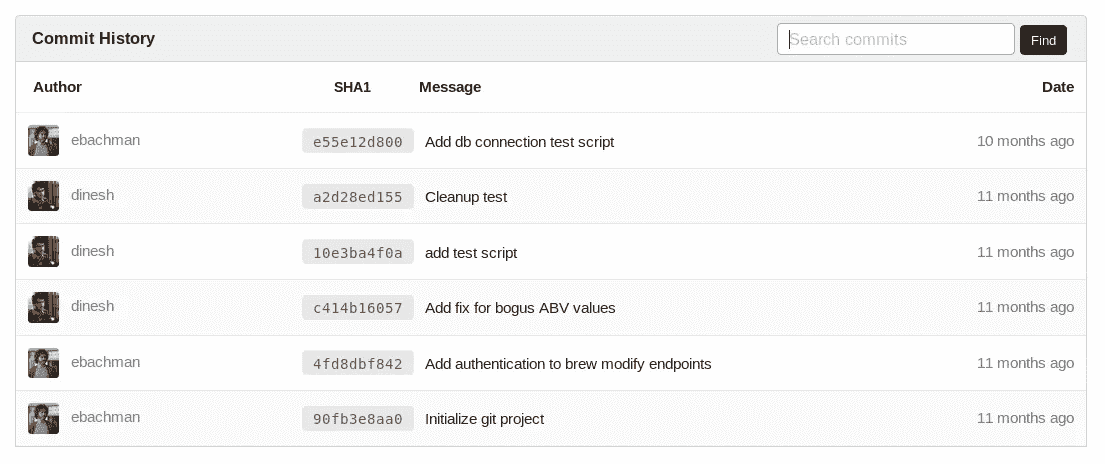 Commit History Search commits Find
Author SHA1 Message Date
ebachman e55e12d800 Add db connection test script 10 months ago
dinesh a2d28ed155 Cleanup test 11 months ago
dinesh 10e3ba4f0a add test script 11 months ago
dinesh c414b16057 Add fix for bogus ABV values 11 months ago
ebachman 4fd8dbf842 Add authentication to brew modify endpoints 11 months ago
ebachman 90fb3e8aa0 Initialize git project 11 months ago